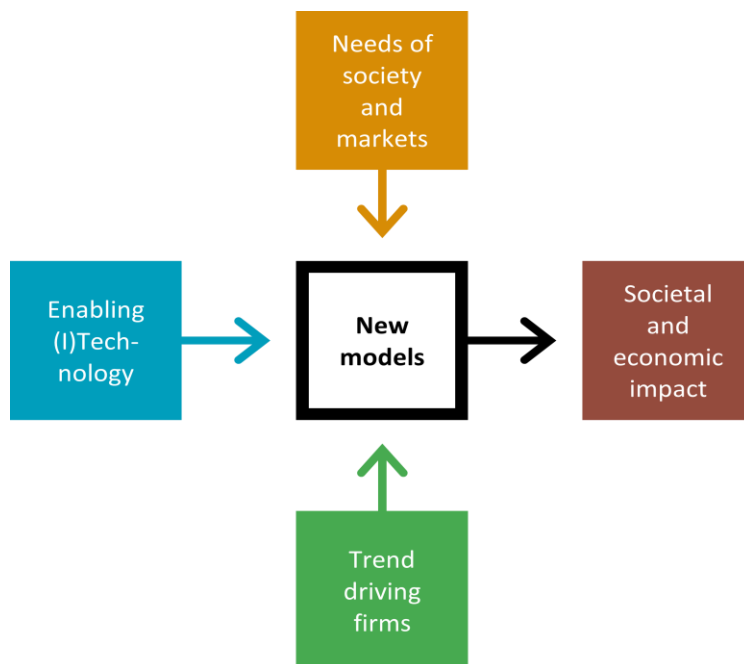 Needs of
society
and
markets
Enabling
(I)Tech-
nology
New
models
Societal
and
economic
impact
Trend
driving
firms